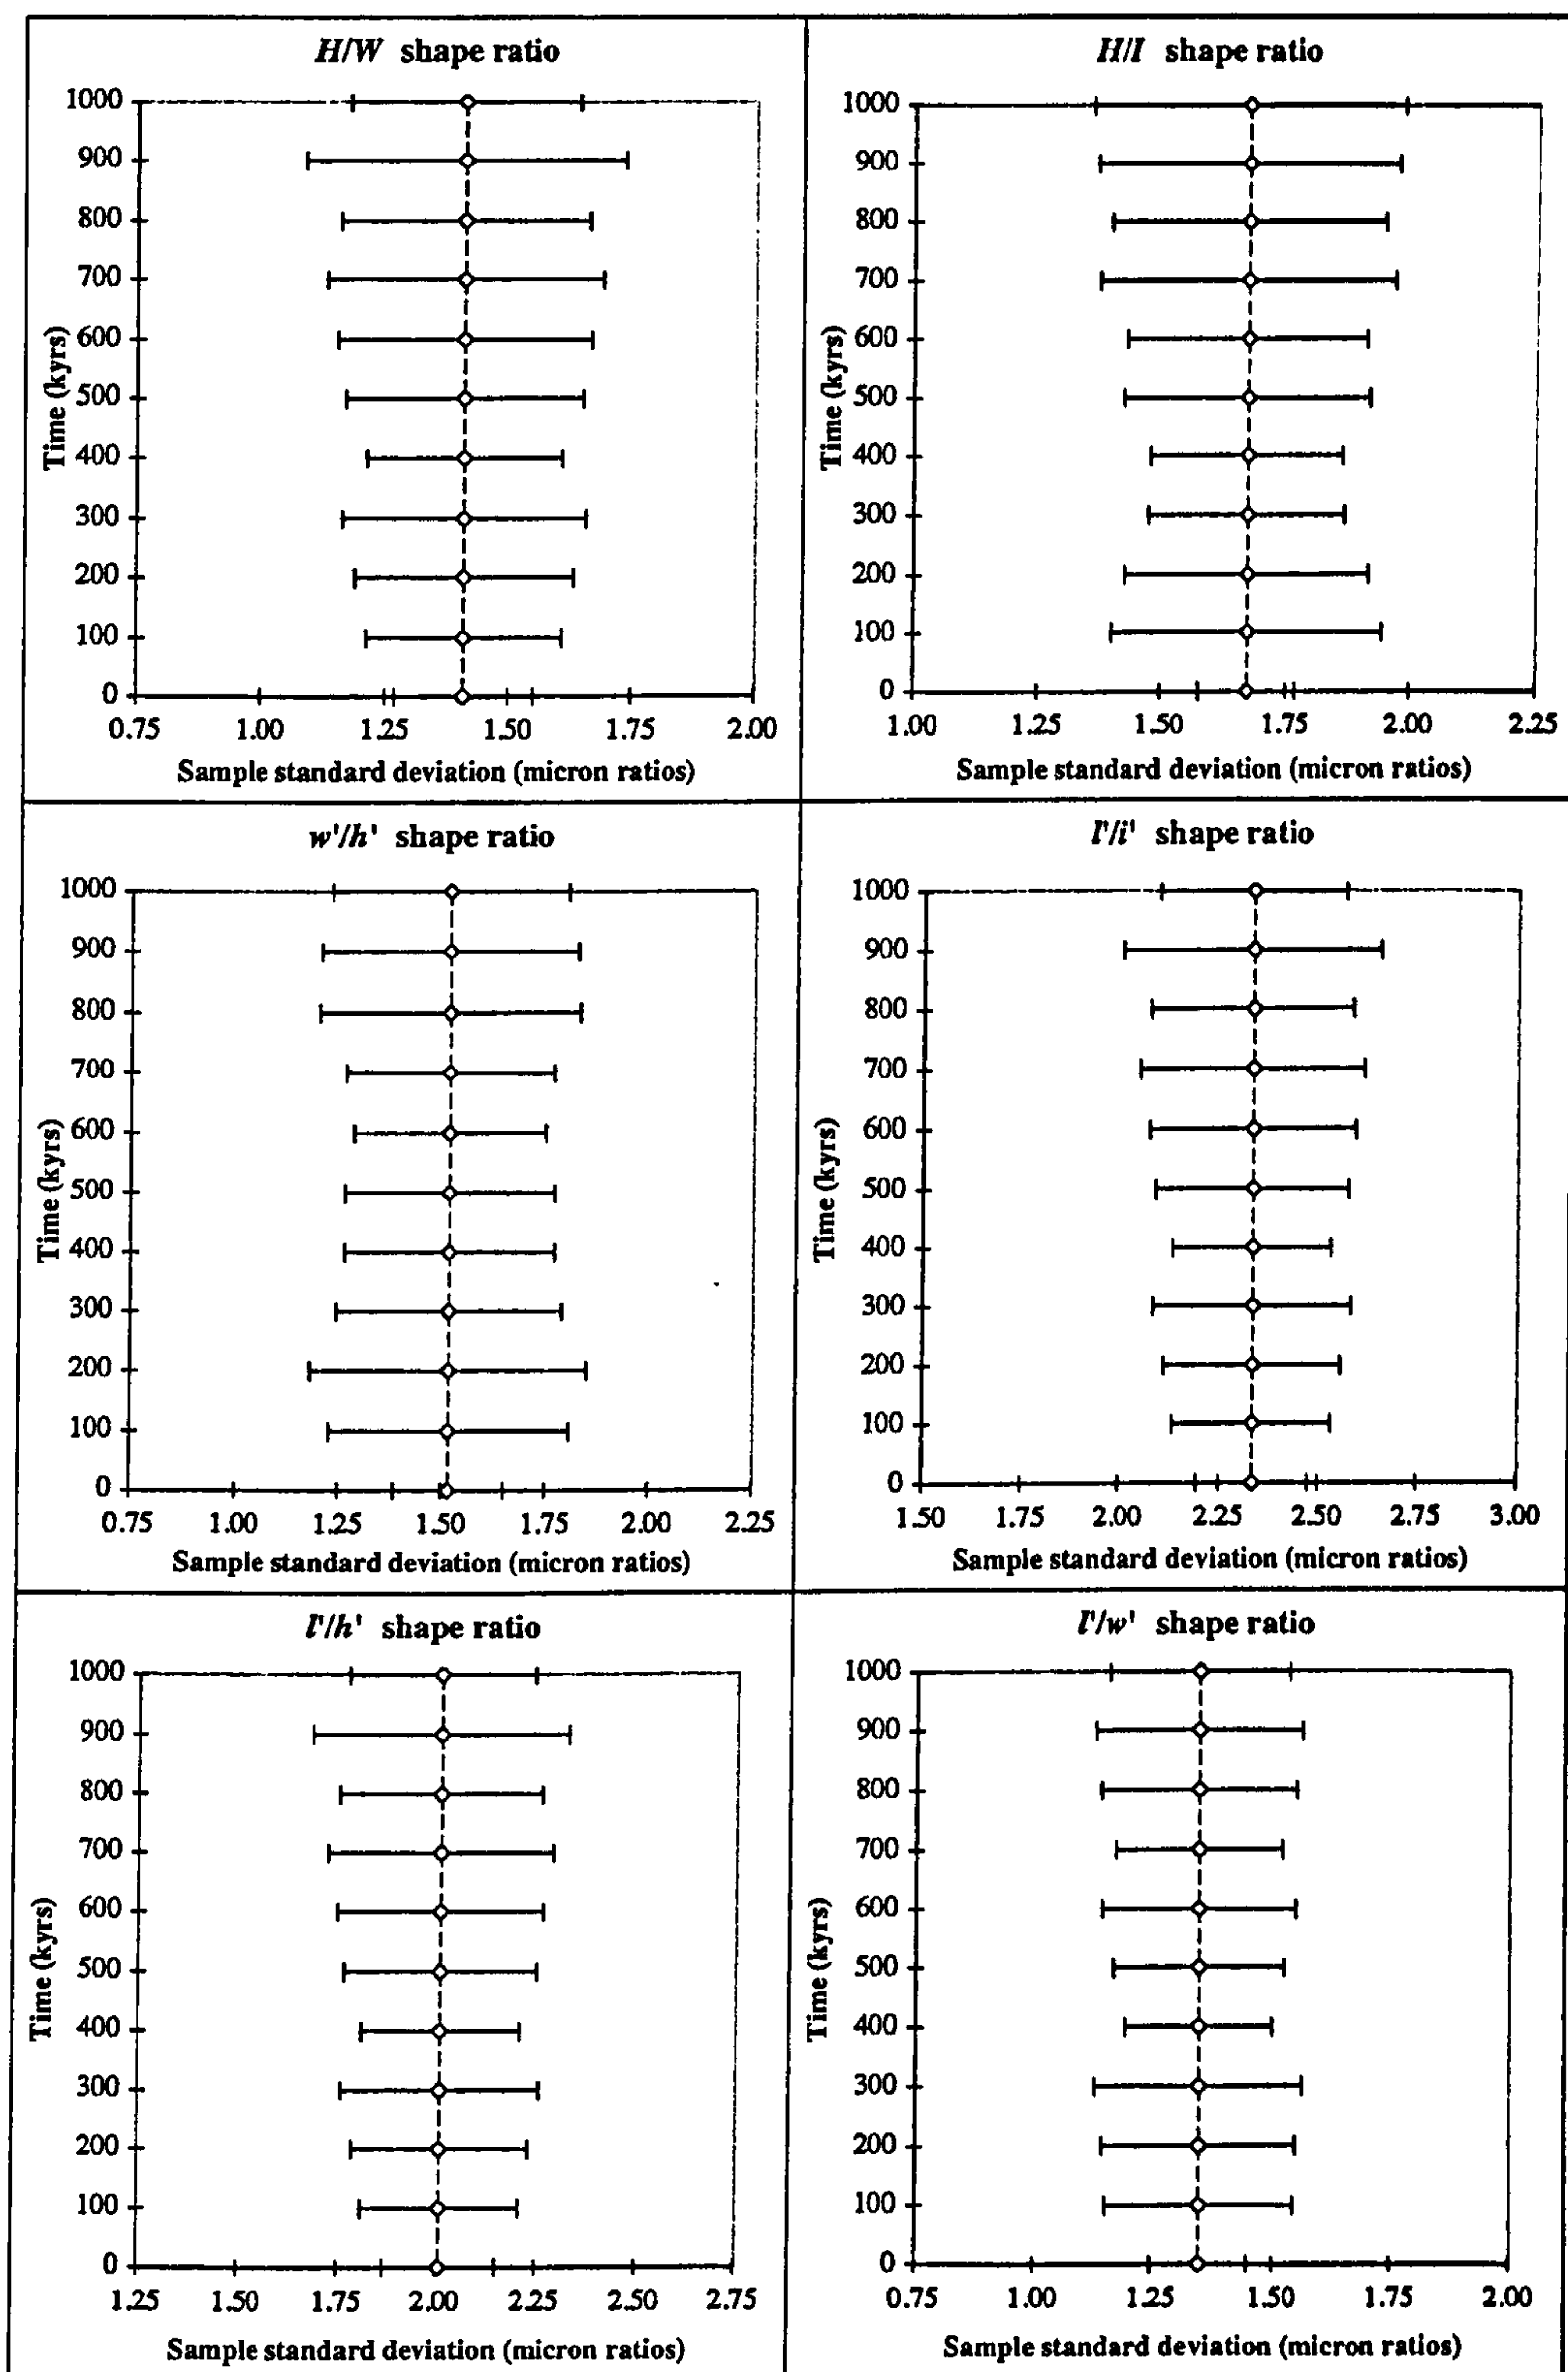 H/W shape ratio
1000
900
800
700
600
500
400
300
200
100
0
Time (kyrs)
0.75 1.00 1.25 1.50 1.75 2.00
Sample standard deviation (micron ratios)
H/I shape ratio
1000
900
800
700
600
500
400
300
200
100
0
Time (kyrs)
1.00 1.25 1.50 1.75 2.00 2.25
Sample standard deviation (micron ratios)
w'/h' shape ratio
1000
900
800
700
600
500
400
300
200
100
0
Time (kyrs)
0.75 1.00 1.25 1.50 1.75 2.00 2.25
Sample standard deviation (micron ratios)
l'/i' shape ratio
1000
900
800
700
600
500
400
300
200
100
0
Time (kyrs)
1.50 1.75 2.00 2.25 2.50 2.75 3.00
Sample standard deviation (micron ratios)
l'/h' shape ratio
1000
900
800
700
600
500
400
300
200
100
0
Time (kyrs)
1.25 1.50 1.75 2.00 2.25 2.50 2.75
Sample standard deviation (micron ratios)
l'/w' shape ratio
1000
900
800
700
600
500
400
300
200
100
0
Time (kyrs)
0.75 1.00 1.25 1.50 1.75 2.00
Sample standard deviation (micron ratios)